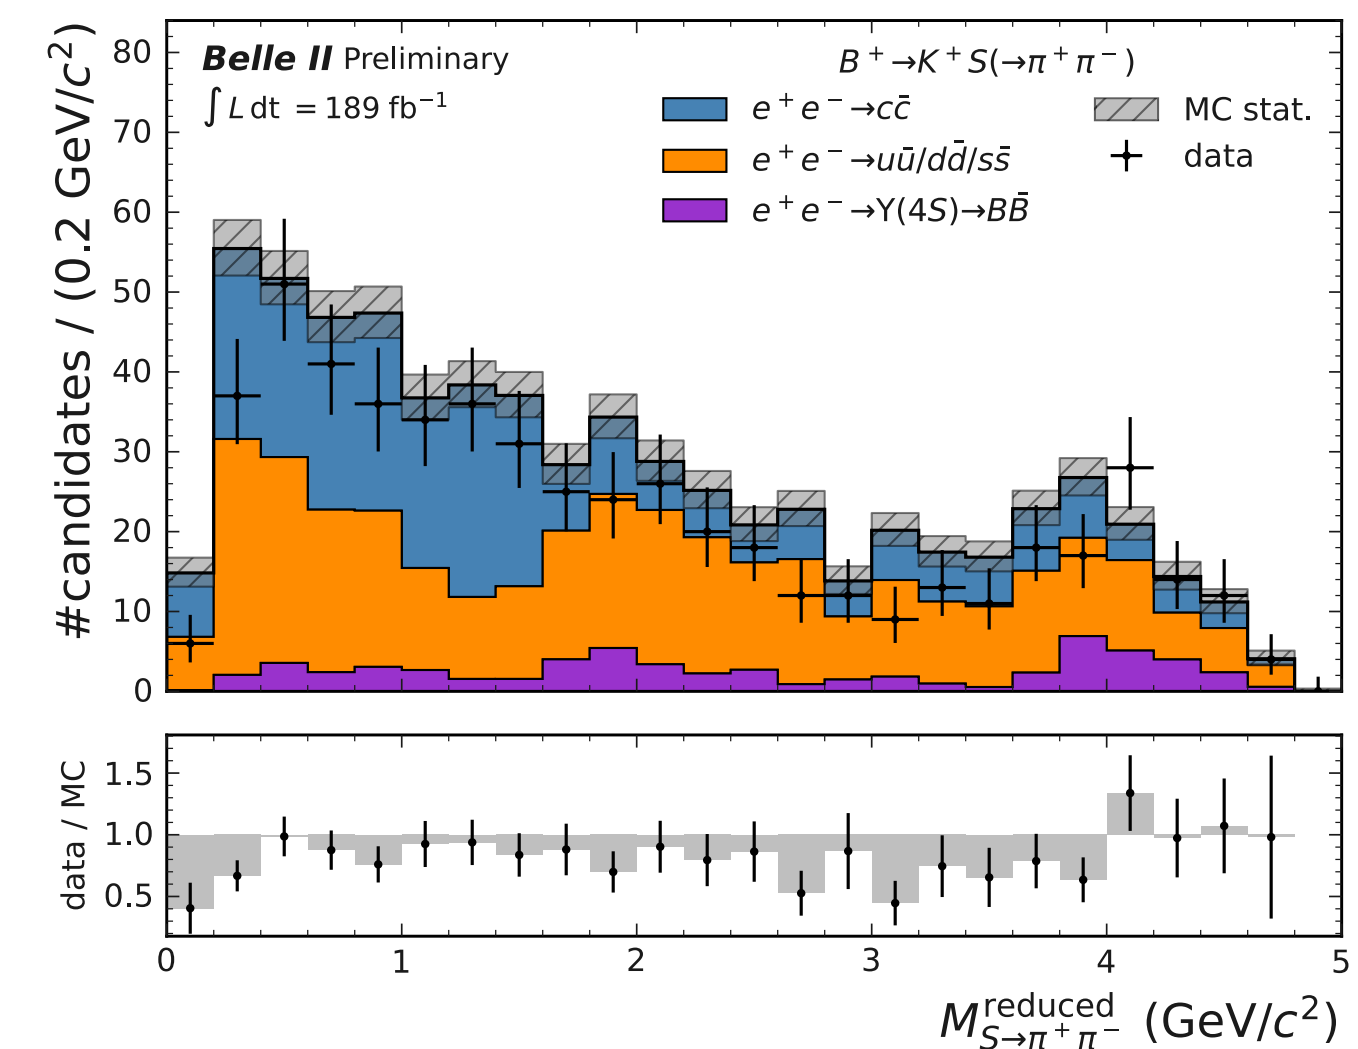 #candidates / (0.2 GeV/c²)
80
70
60
50
40
30
20
10
0
Belle II Preliminary
∫ L dt = 189 fb⁻¹
B⁺→K⁺S(→π⁺π⁻)
e⁺e⁻→cc̄
e⁺e⁻→uū/dd̄/ss̄
e⁺e⁻→Υ(4S)→BB̄
MC stat.
data
data / MC
1.5
1.0
0.5
0 1 2 3 4 5
M^reduced_S→π⁺π⁻ (GeV/c²)